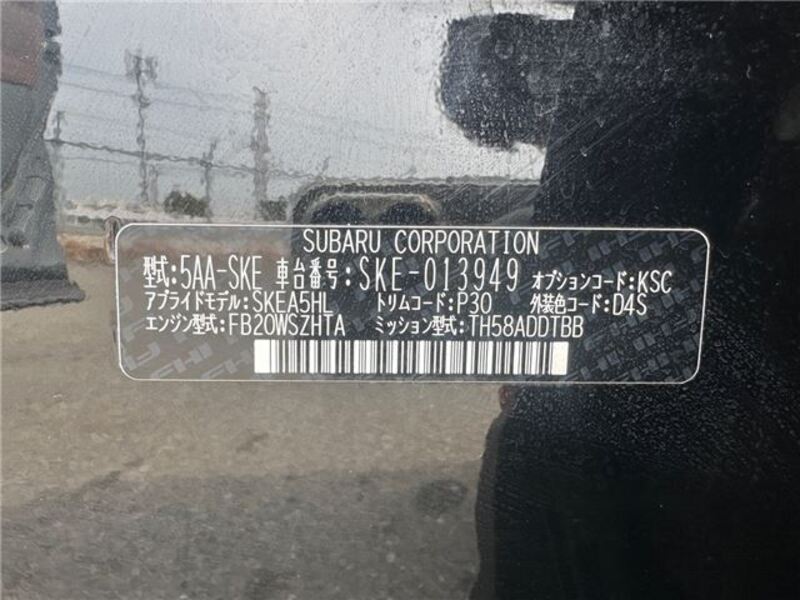 SUBARU CORPORATION
型式:5AA-SKE 車台番号:SKE-013949 オプションコード:KSC
アプライドモデル:SKEA5HL トリムコード:P30 外装色コード:D4S
エンジン型式:FB20WSZHTA ミッション型式:TH58ADDTBB